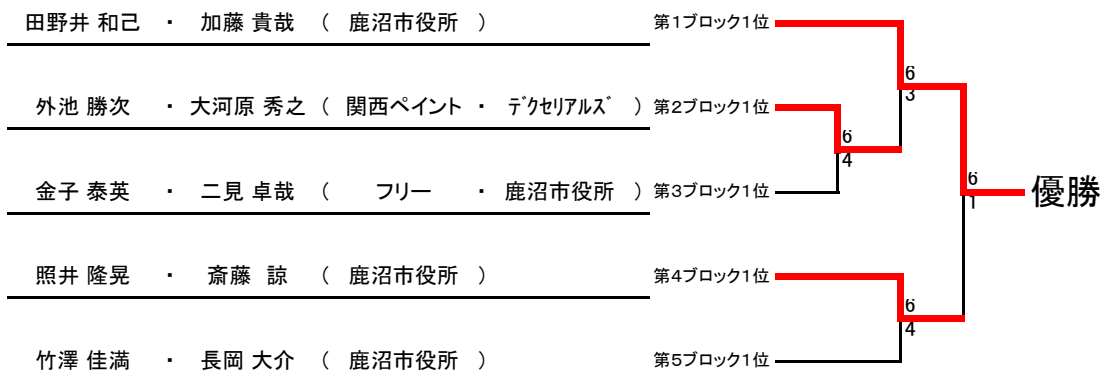 田野井 和己 ・ 加藤 貴哉 ( 鹿沼市役所 ) 第1ブロック1位
6
3
外池 勝次 ・ 大河原 秀之 ( 関西ペイント ・ デクセリアルズ ) 第2ブロック1位
6
4
金子 泰英 ・ 二見 卓哉 ( フリー ・ 鹿沼市役所 ) 第3ブロック1位
6
1
優勝
照井 隆晃 ・ 斎藤 諒 ( 鹿沼市役所 ) 第4ブロック1位
6
4
竹澤 佳満 ・ 長岡 大介 ( 鹿沼市役所 ) 第5ブロック1位